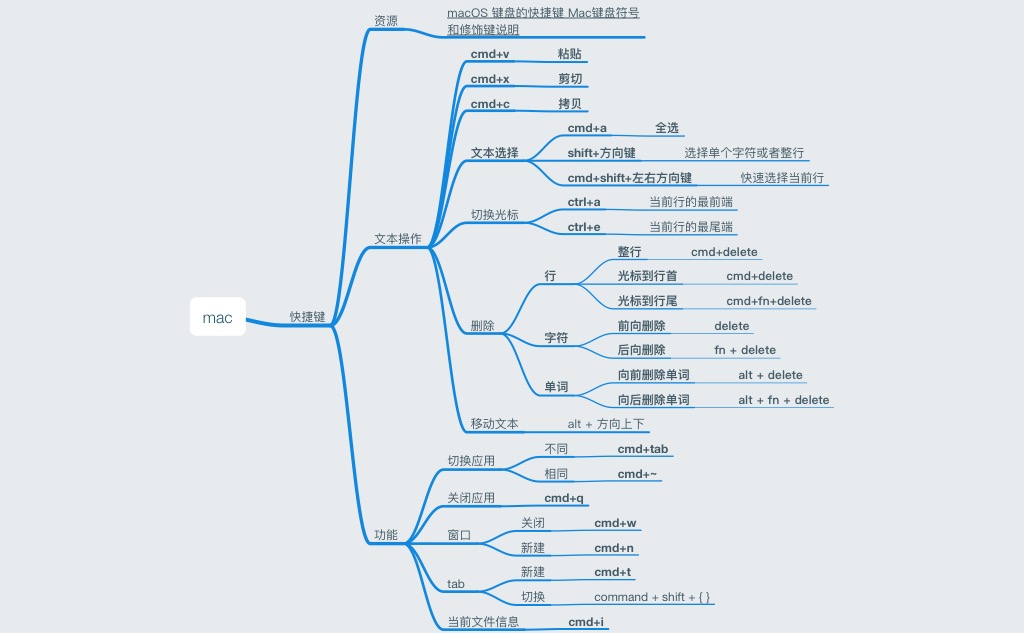 mac
快捷键
资源
macOS 键盘的快捷键 Mac键盘符号
和修饰键说明
文本操作
cmd+v 粘贴
cmd+x 剪切
cmd+c 拷贝
文本选择
cmd+a 全选
shift+方向键 选择单个字符或者整行
cmd+shift+左右方向键 快速选择当前行
切换光标
ctrl+a 当前行的最前端
ctrl+e 当前行的最尾端
删除
行
整行 cmd+delete
光标到行首 cmd+delete
光标到行尾 cmd+fn+delete
字符
前向删除 delete
后向删除 fn + delete
单词
向前删除单词 alt + delete
向后删除单词 alt + fn + delete
移动文本 alt + 方向上下
功能
切换应用
不同 cmd+tab
相同 cmd+~
关闭应用 cmd+q
窗口
关闭 cmd+w
新建 cmd+n
tab
新建 cmd+t
切换 command + shift + { }
当前文件信息 cmd+i